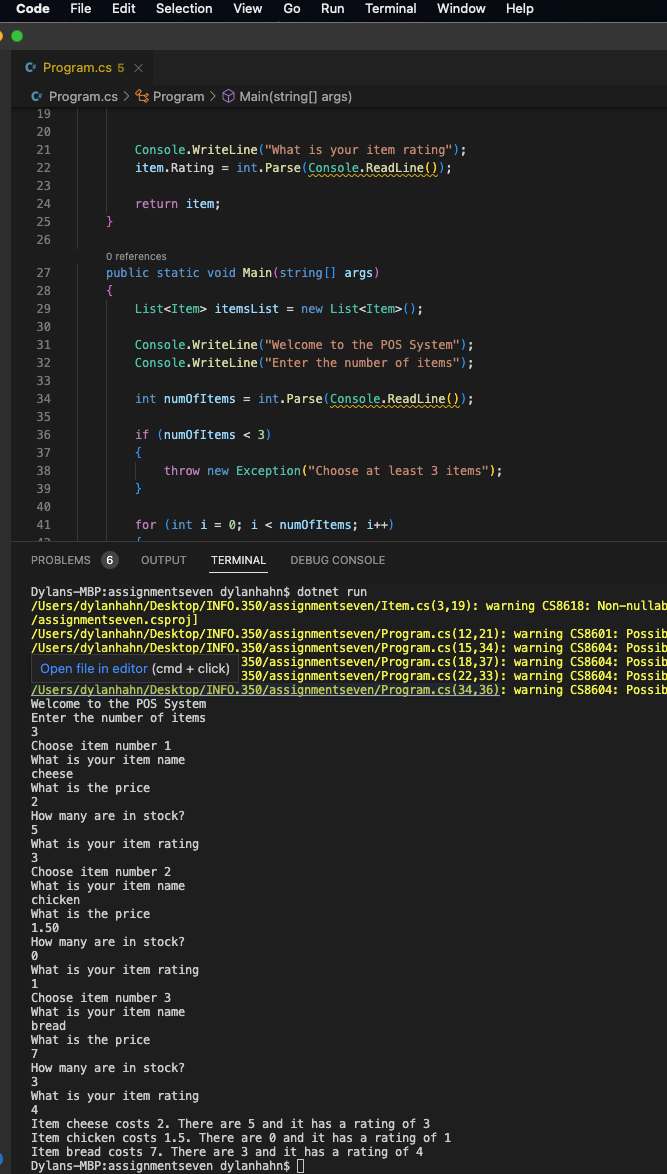 Code File Edit Selection View Go Run Terminal Window Help
Program.cs 5
Program.cs > Program > Main(string[] args)
19
20
21 Console.WriteLine("What is your item rating");
22 item.Rating = int.Parse(Console.ReadLine());
23
24 return item;
25 }
26
0 references
27 public static void Main(string[] args)
28 {
29 List<Item> itemsList = new List<Item>();
30
31 Console.WriteLine("Welcome to the POS System");
32 Console.WriteLine("Enter the number of items");
33
34 int numOfItems = int.Parse(Console.ReadLine());
35
36 if (numOfItems < 3)
37 {
38 throw new Exception("Choose at least 3 items");
39 }
40
41 for (int i = 0; i < numOfItems; i++)
42 {
PROBLEMS 6 OUTPUT TERMINAL DEBUG CONSOLE
Dylans-MBP:assignmentseven dylanhahn$ dotnet run
/Users/dylanhahn/Desktop/INFO.350/assignmentseven/Item.cs(3,19): warning CS8618: Non-nullab
/assignmentseven.csproj]
/Users/dylanhahn/Desktop/INFO.350/assignmentseven/Program.cs(12,21): warning CS8601: Possib
/Users/dylanhahn/Desktop/INFO.350/assignmentseven/Program.cs(15,34): warning CS8604: Possib
350/assignmentseven/Program.cs(18,37): warning CS8604: Possib
Open file in editor (cmd + click)
350/assignmentseven/Program.cs(22,33): warning CS8604: Possib
/Users/dylanhahn/Desktop/INFO.350/assignmentseven/Program.cs(34,36): warning CS8604: Possib
Welcome to the POS System
Enter the number of items
3
Choose item number 1
What is your item name
cheese
What is the price
2
How many are in stock?
5
What is your item rating
3
Choose item number 2
What is your item name
chicken
What is the price
1.50
How many are in stock?
0
What is your item rating
1
Choose item number 3
What is your item name
bread
What is the price
7
How many are in stock?
3
What is your item rating
4
Item cheese costs 2. There are 5 and it has a rating of 3
Item chicken costs 1.5. There are 0 and it has a rating of 1
Item bread costs 7. There are 3 and it has a rating of 4
Dylans-MBP:assignmentseven dylanhahn$